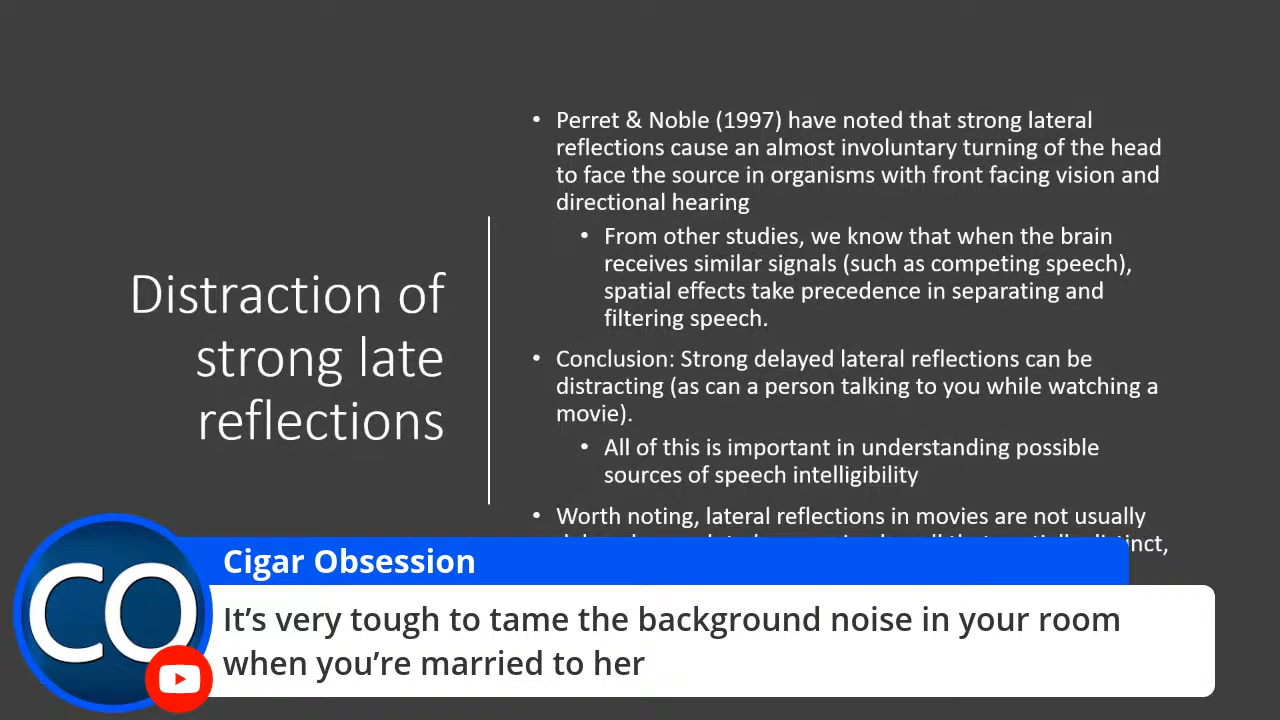 Distraction of
strong late
reflections
• Perret & Noble (1997) have noted that strong lateral
reflections cause an almost involuntary turning of the head
to face the source in organisms with front facing vision and
directional hearing
• From other studies, we know that when the brain
receives similar signals (such as competing speech),
spatial effects take precedence in separating and
filtering speech.
• Conclusion: Strong delayed lateral reflections can be
distracting (as can a person talking to you while watching a
movie).
• All of this is important in understanding possible
sources of speech intelligibility
• Worth noting, lateral reflections in movies are not usually
CO
Cigar Obsession
It’s very tough to tame the background noise in your room
when you’re married to her